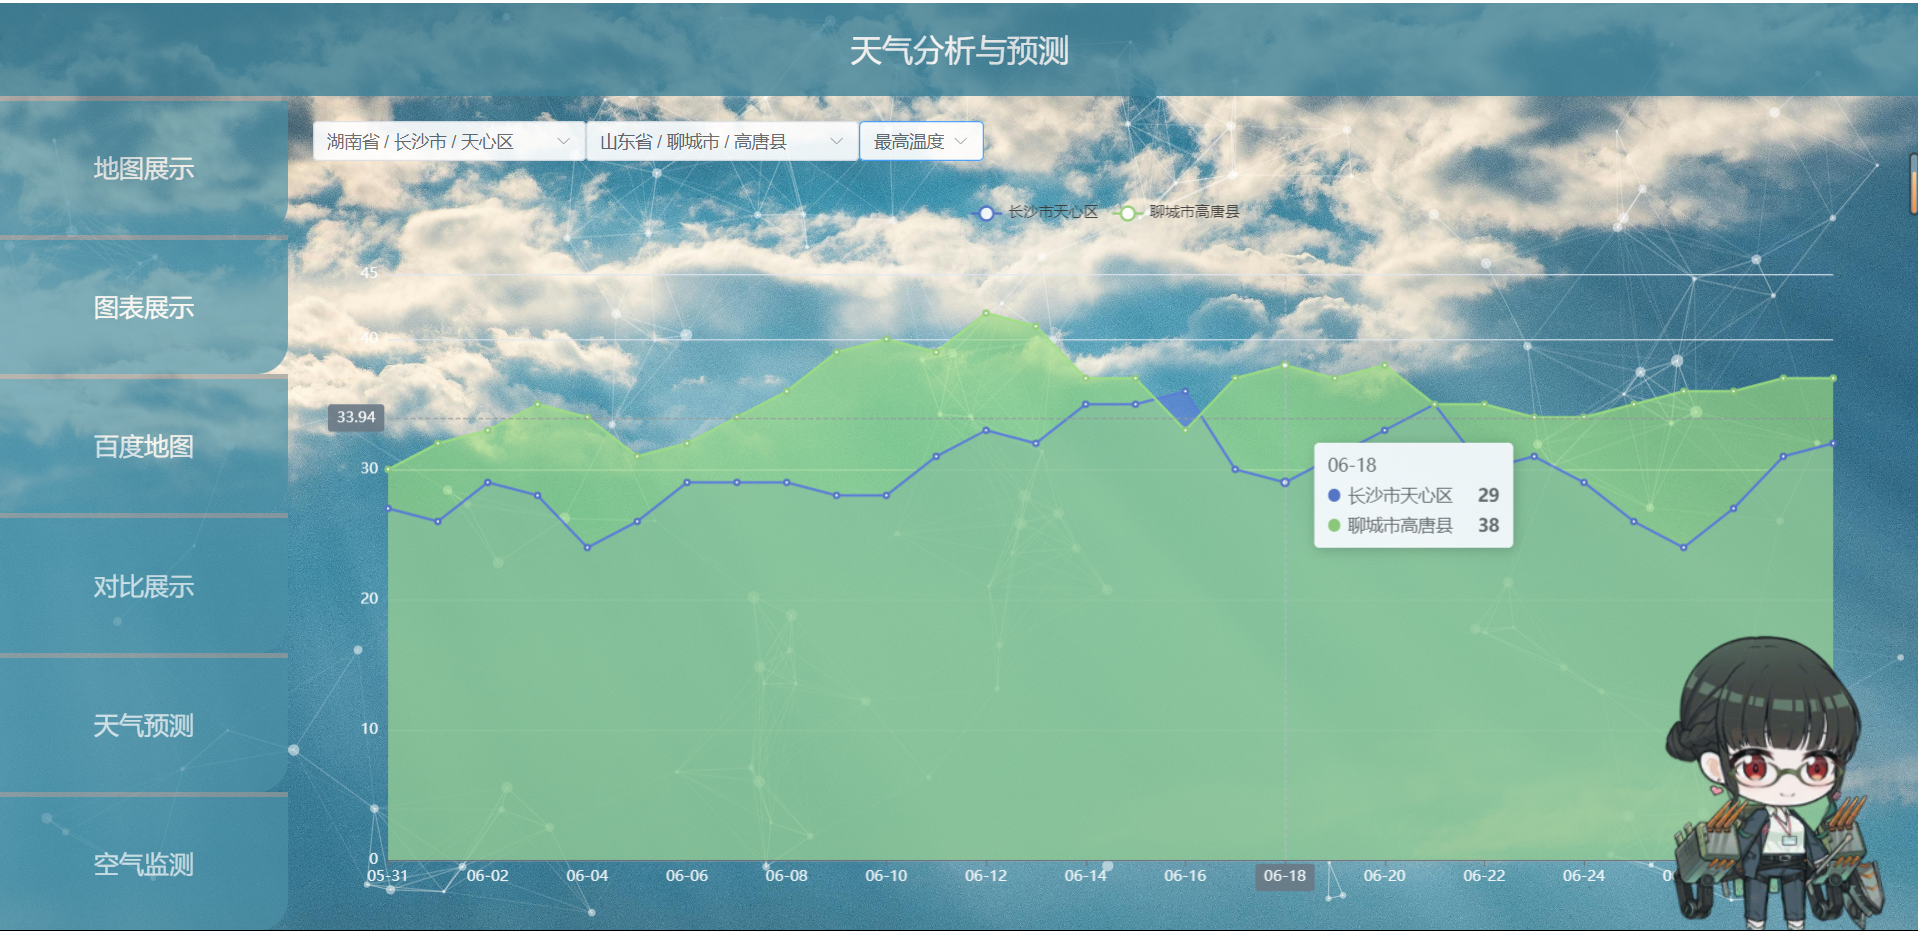 天气分析与预测
地图展示
图表展示
百度地图
对比展示
天气预测
空气监测
湖南省 / 长沙市 / 天心区
山东省 / 聊城市 / 高唐县
最高温度
长沙市天心区
聊城市高唐县
45
40
33.94
30
20
10
0
06-18
长沙市天心区 29
聊城市高唐县 38
05-31 06-02 06-04 06-06 06-08 06-10 06-12 06-14 06-16 06-18 06-20 06-22 06-24